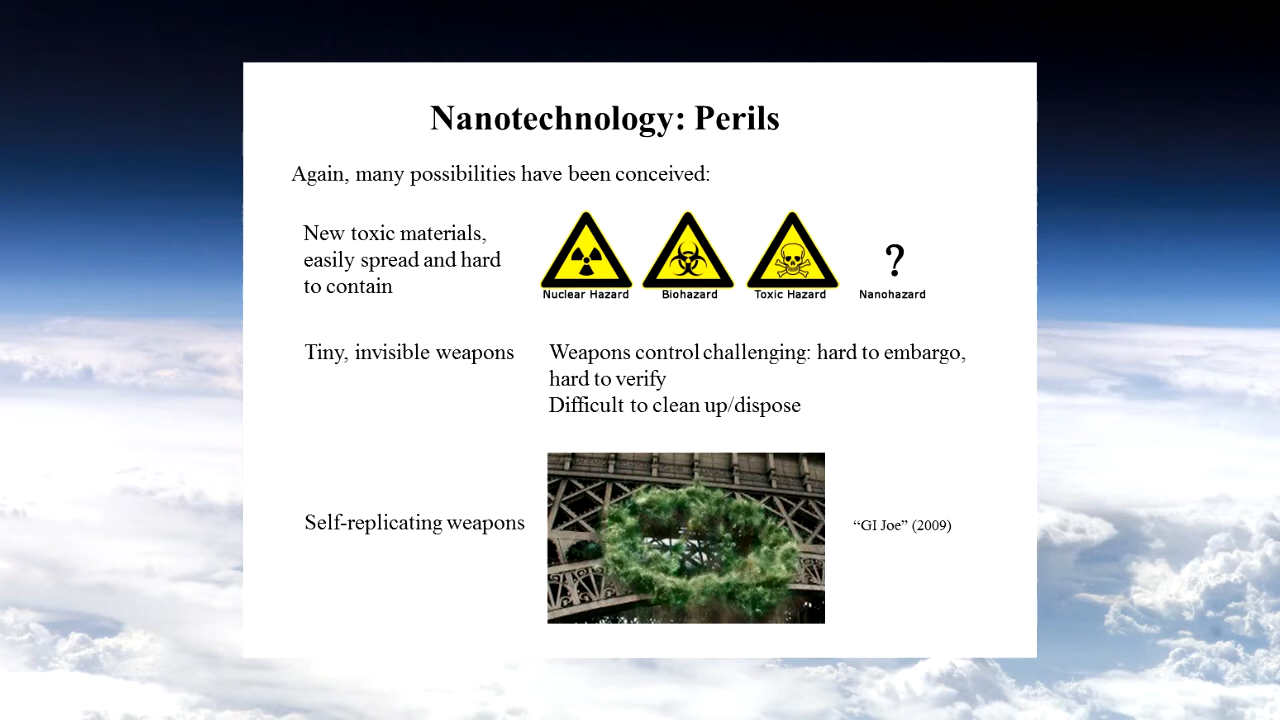 Nanotechnology: Perils
Again, many possibilities have been conceived:
New toxic materials,
easily spread and hard
to contain
?
Nuclear Hazard
Biohazard
Toxic Hazard
Nanohazard
Tiny, invisible weapons
Weapons control challenging: hard to embargo,
hard to verify
Difficult to clean up/dispose
Self-replicating weapons
“GI Joe” (2009)